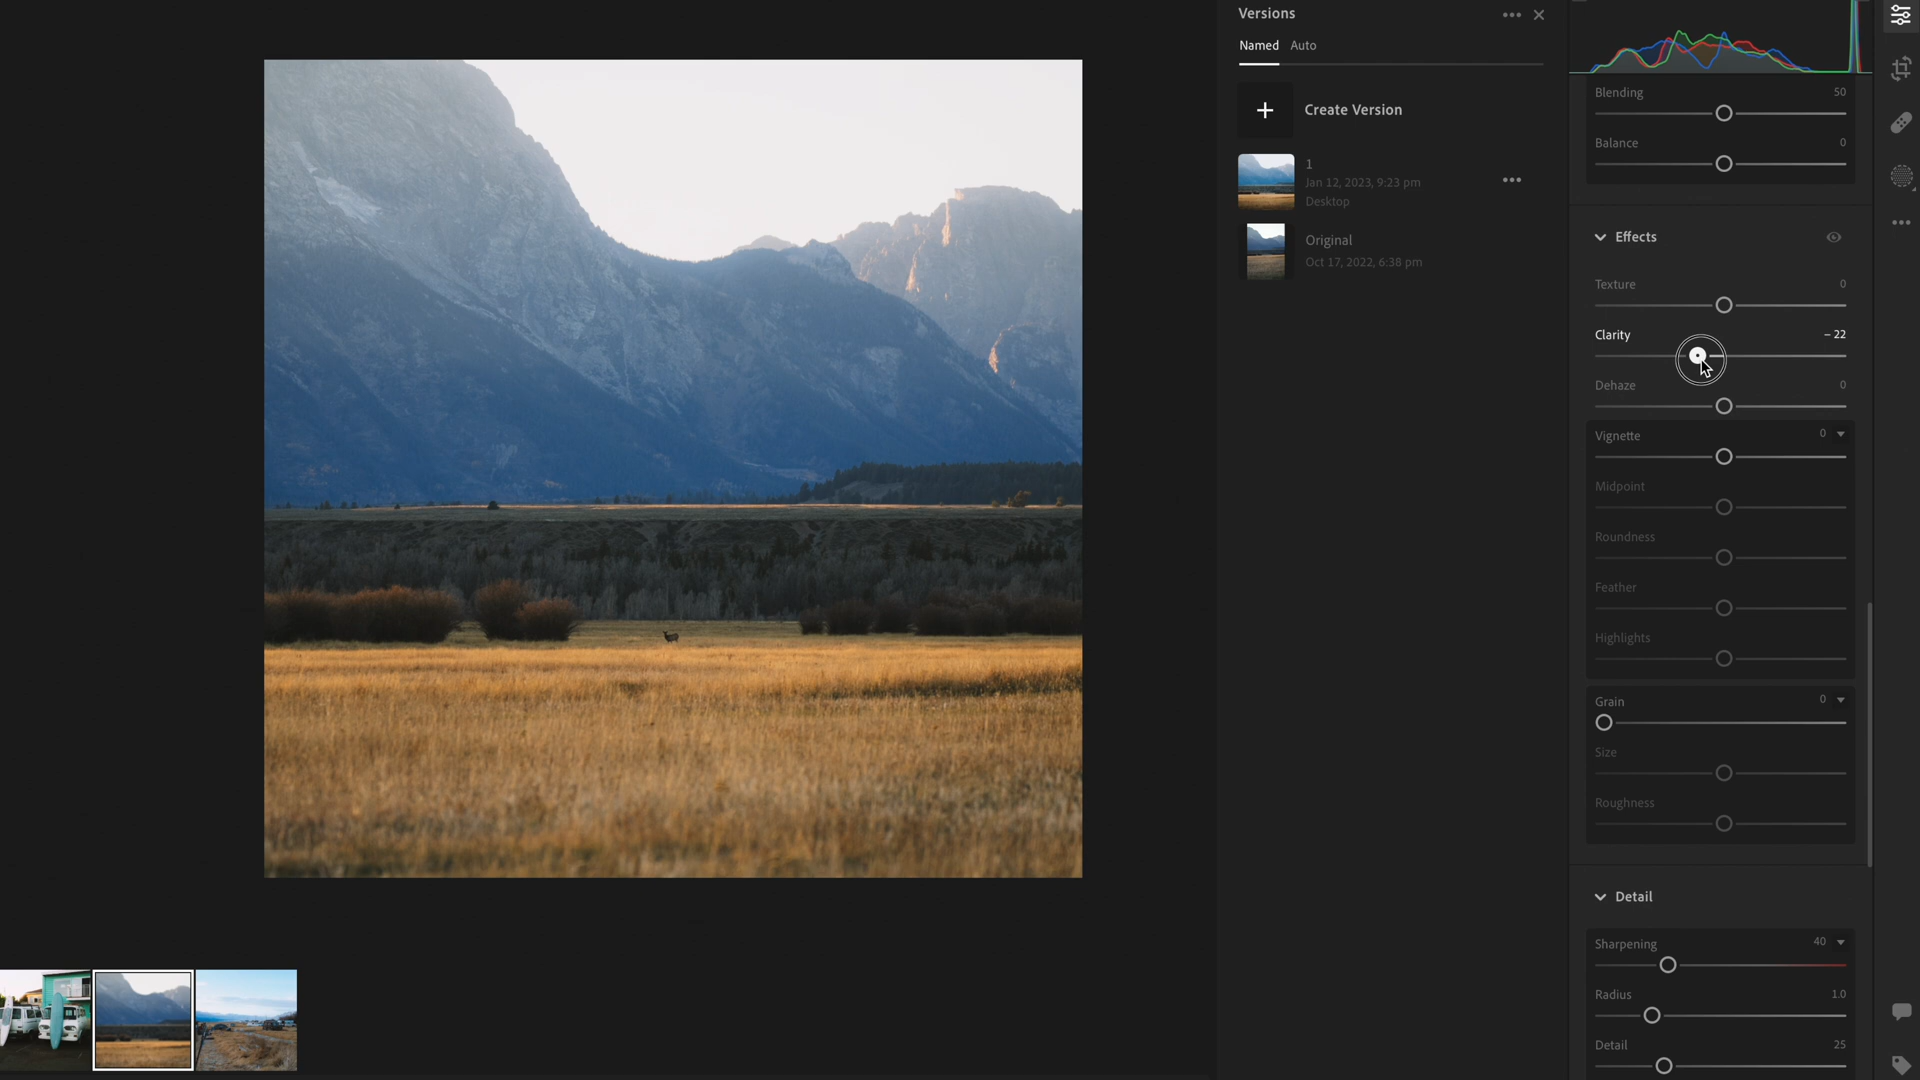 Versions
Named Auto
Create Version
1
Jan 12, 2023, 9:23 pm
Desktop
Original
Oct 17, 2022, 6:38 pm
Blending 50
Balance 0
Effects
Texture 0
Clarity – 22
Dehaze 0
Vignette 0
Midpoint
Roundness
Feather
Highlights
Grain 0
Size
Roughness
Detail
Sharpening 40
Radius 1.0
Detail 25